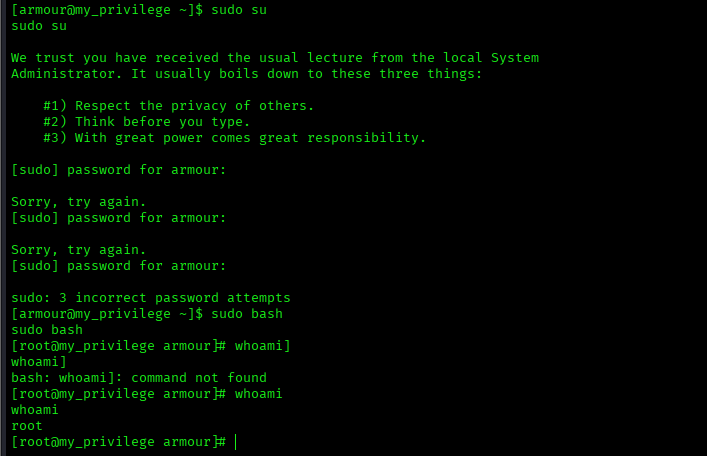 [armour@my_privilege ~]$ sudo su
sudo su
We trust you have received the usual lecture from the local System
Administrator. It usually boils down to these three things:
#1) Respect the privacy of others.
#2) Think before you type.
#3) With great power comes great responsibility.
[sudo] password for armour:
Sorry, try again.
[sudo] password for armour:
Sorry, try again.
[sudo] password for armour:
sudo: 3 incorrect password attempts
[armour@my_privilege ~]$ sudo bash
sudo bash
[root@my_privilege armour]# whoami]
whoami]
bash: whoami]: command not found
[root@my_privilege armour]# whoami
whoami
root
[root@my_privilege armour]#